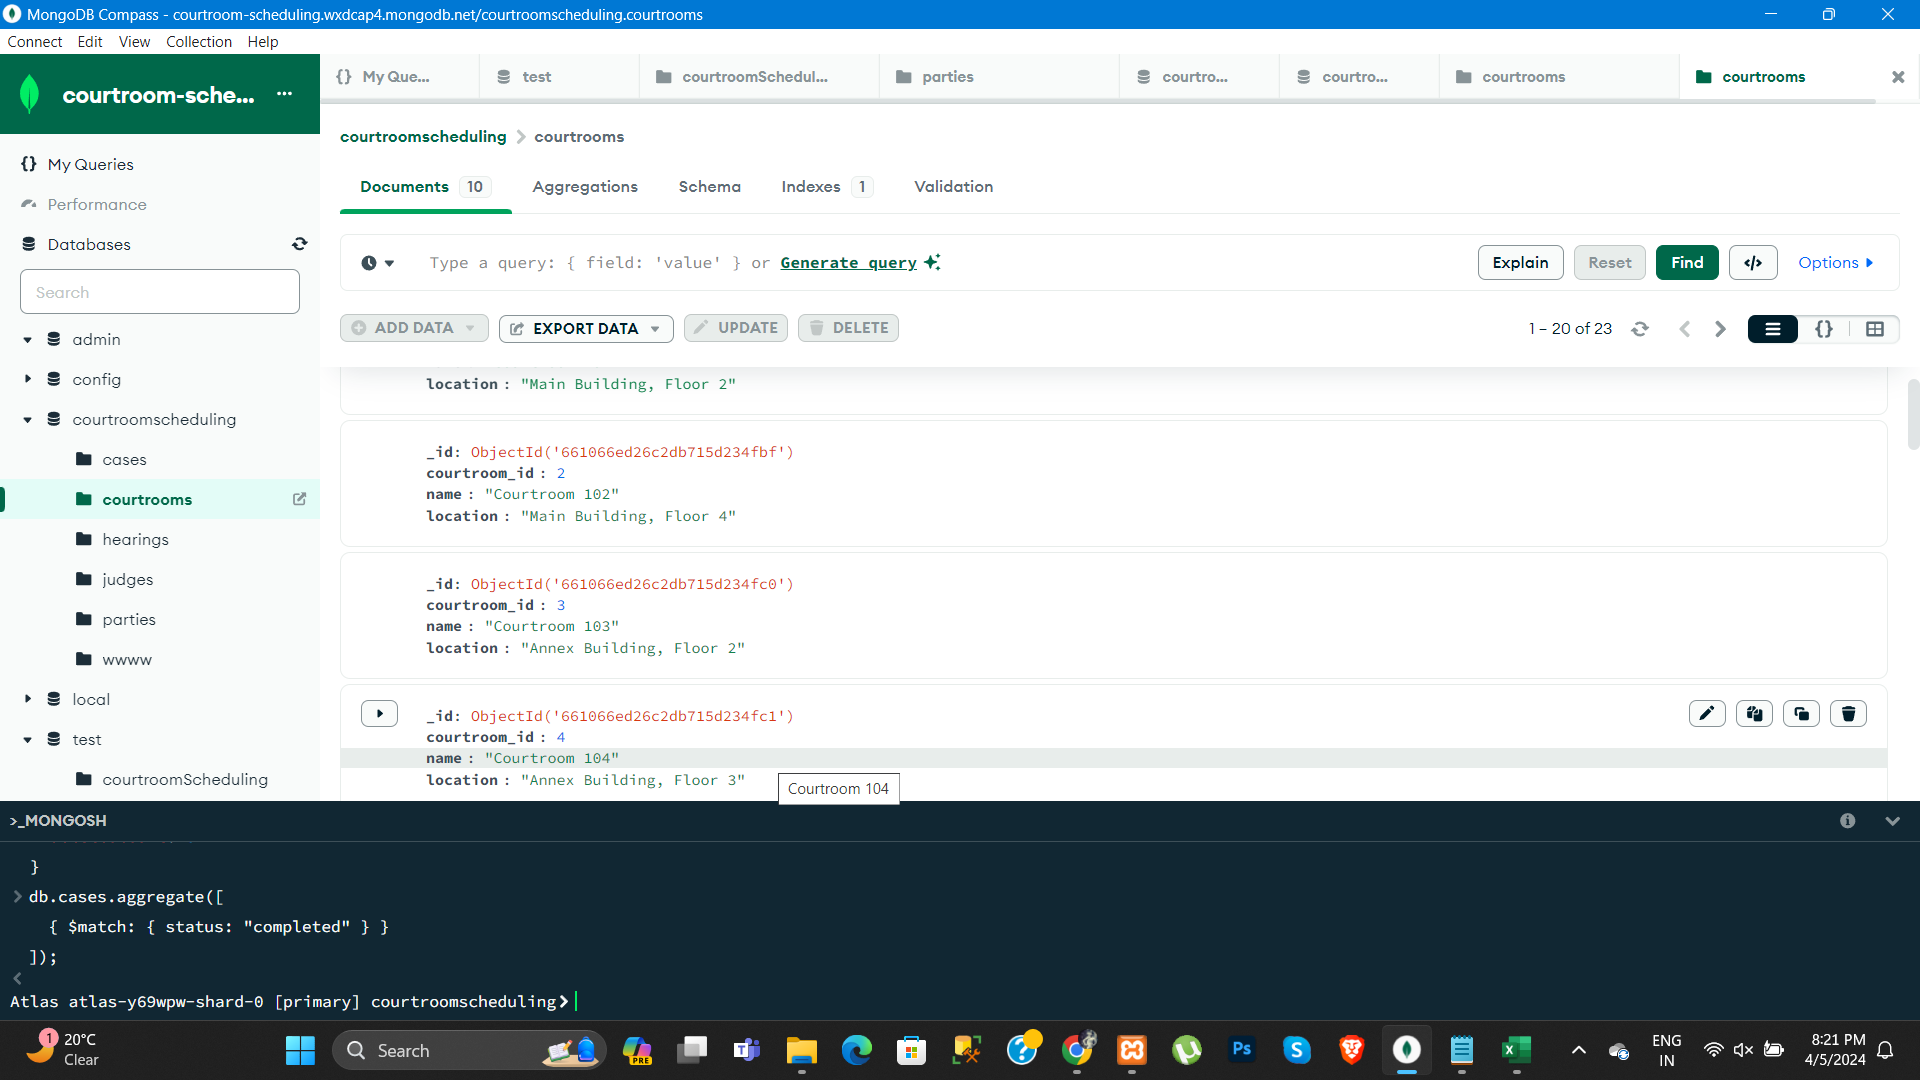 MongoDB Compass - courtroom-scheduling.wxdcap4.mongodb.net/courtroomscheduling.courtrooms
Connect Edit View Collection Help
courtroom-sche... ...
{} My Que... test courtroomSchedul... parties courtro... courtro... courtrooms courtrooms
courtroomscheduling > courtrooms
{} My Queries
Performance
Databases
Search
admin
config
courtroomscheduling
cases
courtrooms
hearings
judges
parties
wwww
local
test
courtroomScheduling
Documents 10 Aggregations Schema Indexes 1 Validation
Type a query: { field: 'value' } or Generate query Explain Reset Find </> Options
ADD DATA EXPORT DATA UPDATE DELETE 1 – 20 of 23 {}
location : "Main Building, Floor 2"
_id: ObjectId('661066ed26c2db715d234fbf')
courtroom_id : 2
name : "Courtroom 102"
location : "Main Building, Floor 4"
_id: ObjectId('661066ed26c2db715d234fc0')
courtroom_id : 3
name : "Courtroom 103"
location : "Annex Building, Floor 2"
_id: ObjectId('661066ed26c2db715d234fc1')
courtroom_id : 4
name : "Courtroom 104"
location : "Annex Building, Floor 3"
Courtroom 104
>_MONGOSH
}
> db.cases.aggregate([
{ $match: { status: "completed" } }
]);
<
Atlas atlas-y69wpw-shard-0 [primary] courtroomscheduling>
1 20°C
Clear
Search
PRE
Ps
ENG
IN
8:21 PM
4/5/2024